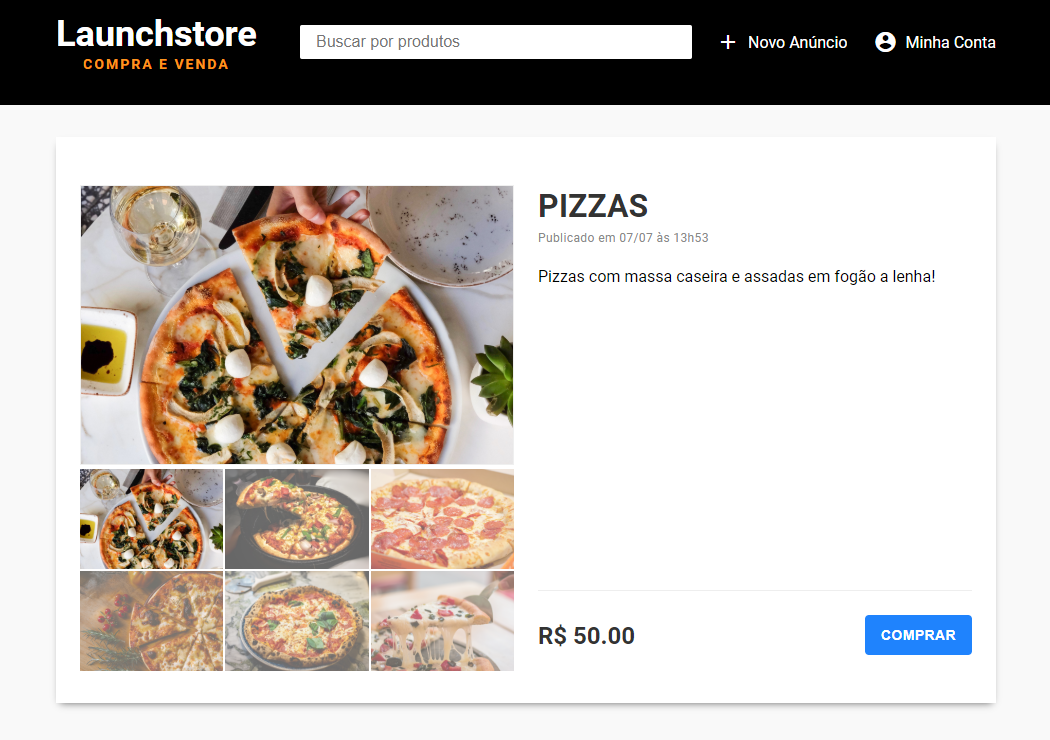 Launchstore
COMPRA E VENDA
Buscar por produtos
+ Novo Anúncio
Minha Conta
PIZZAS
Publicado em 07/07 às 13h53
Pizzas com massa caseira e assadas em fogão a lenha!
R$ 50.00
COMPRAR